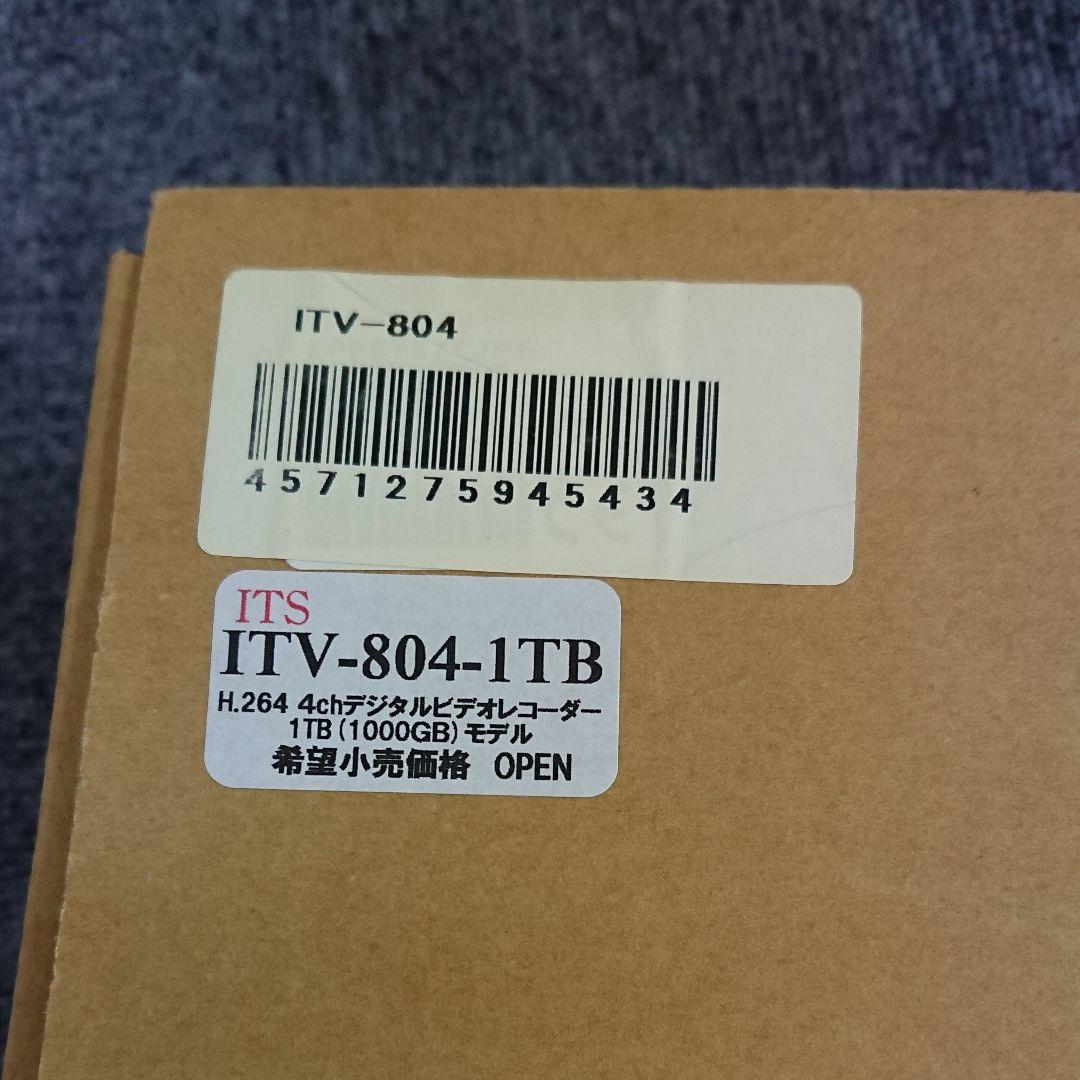 ITV-804
4571275945434
ITS
ITV-804-1TB
H.264 4chデジタルビデオレコーダー
1TB(1000GB)モデル
希望小売価格 OPEN